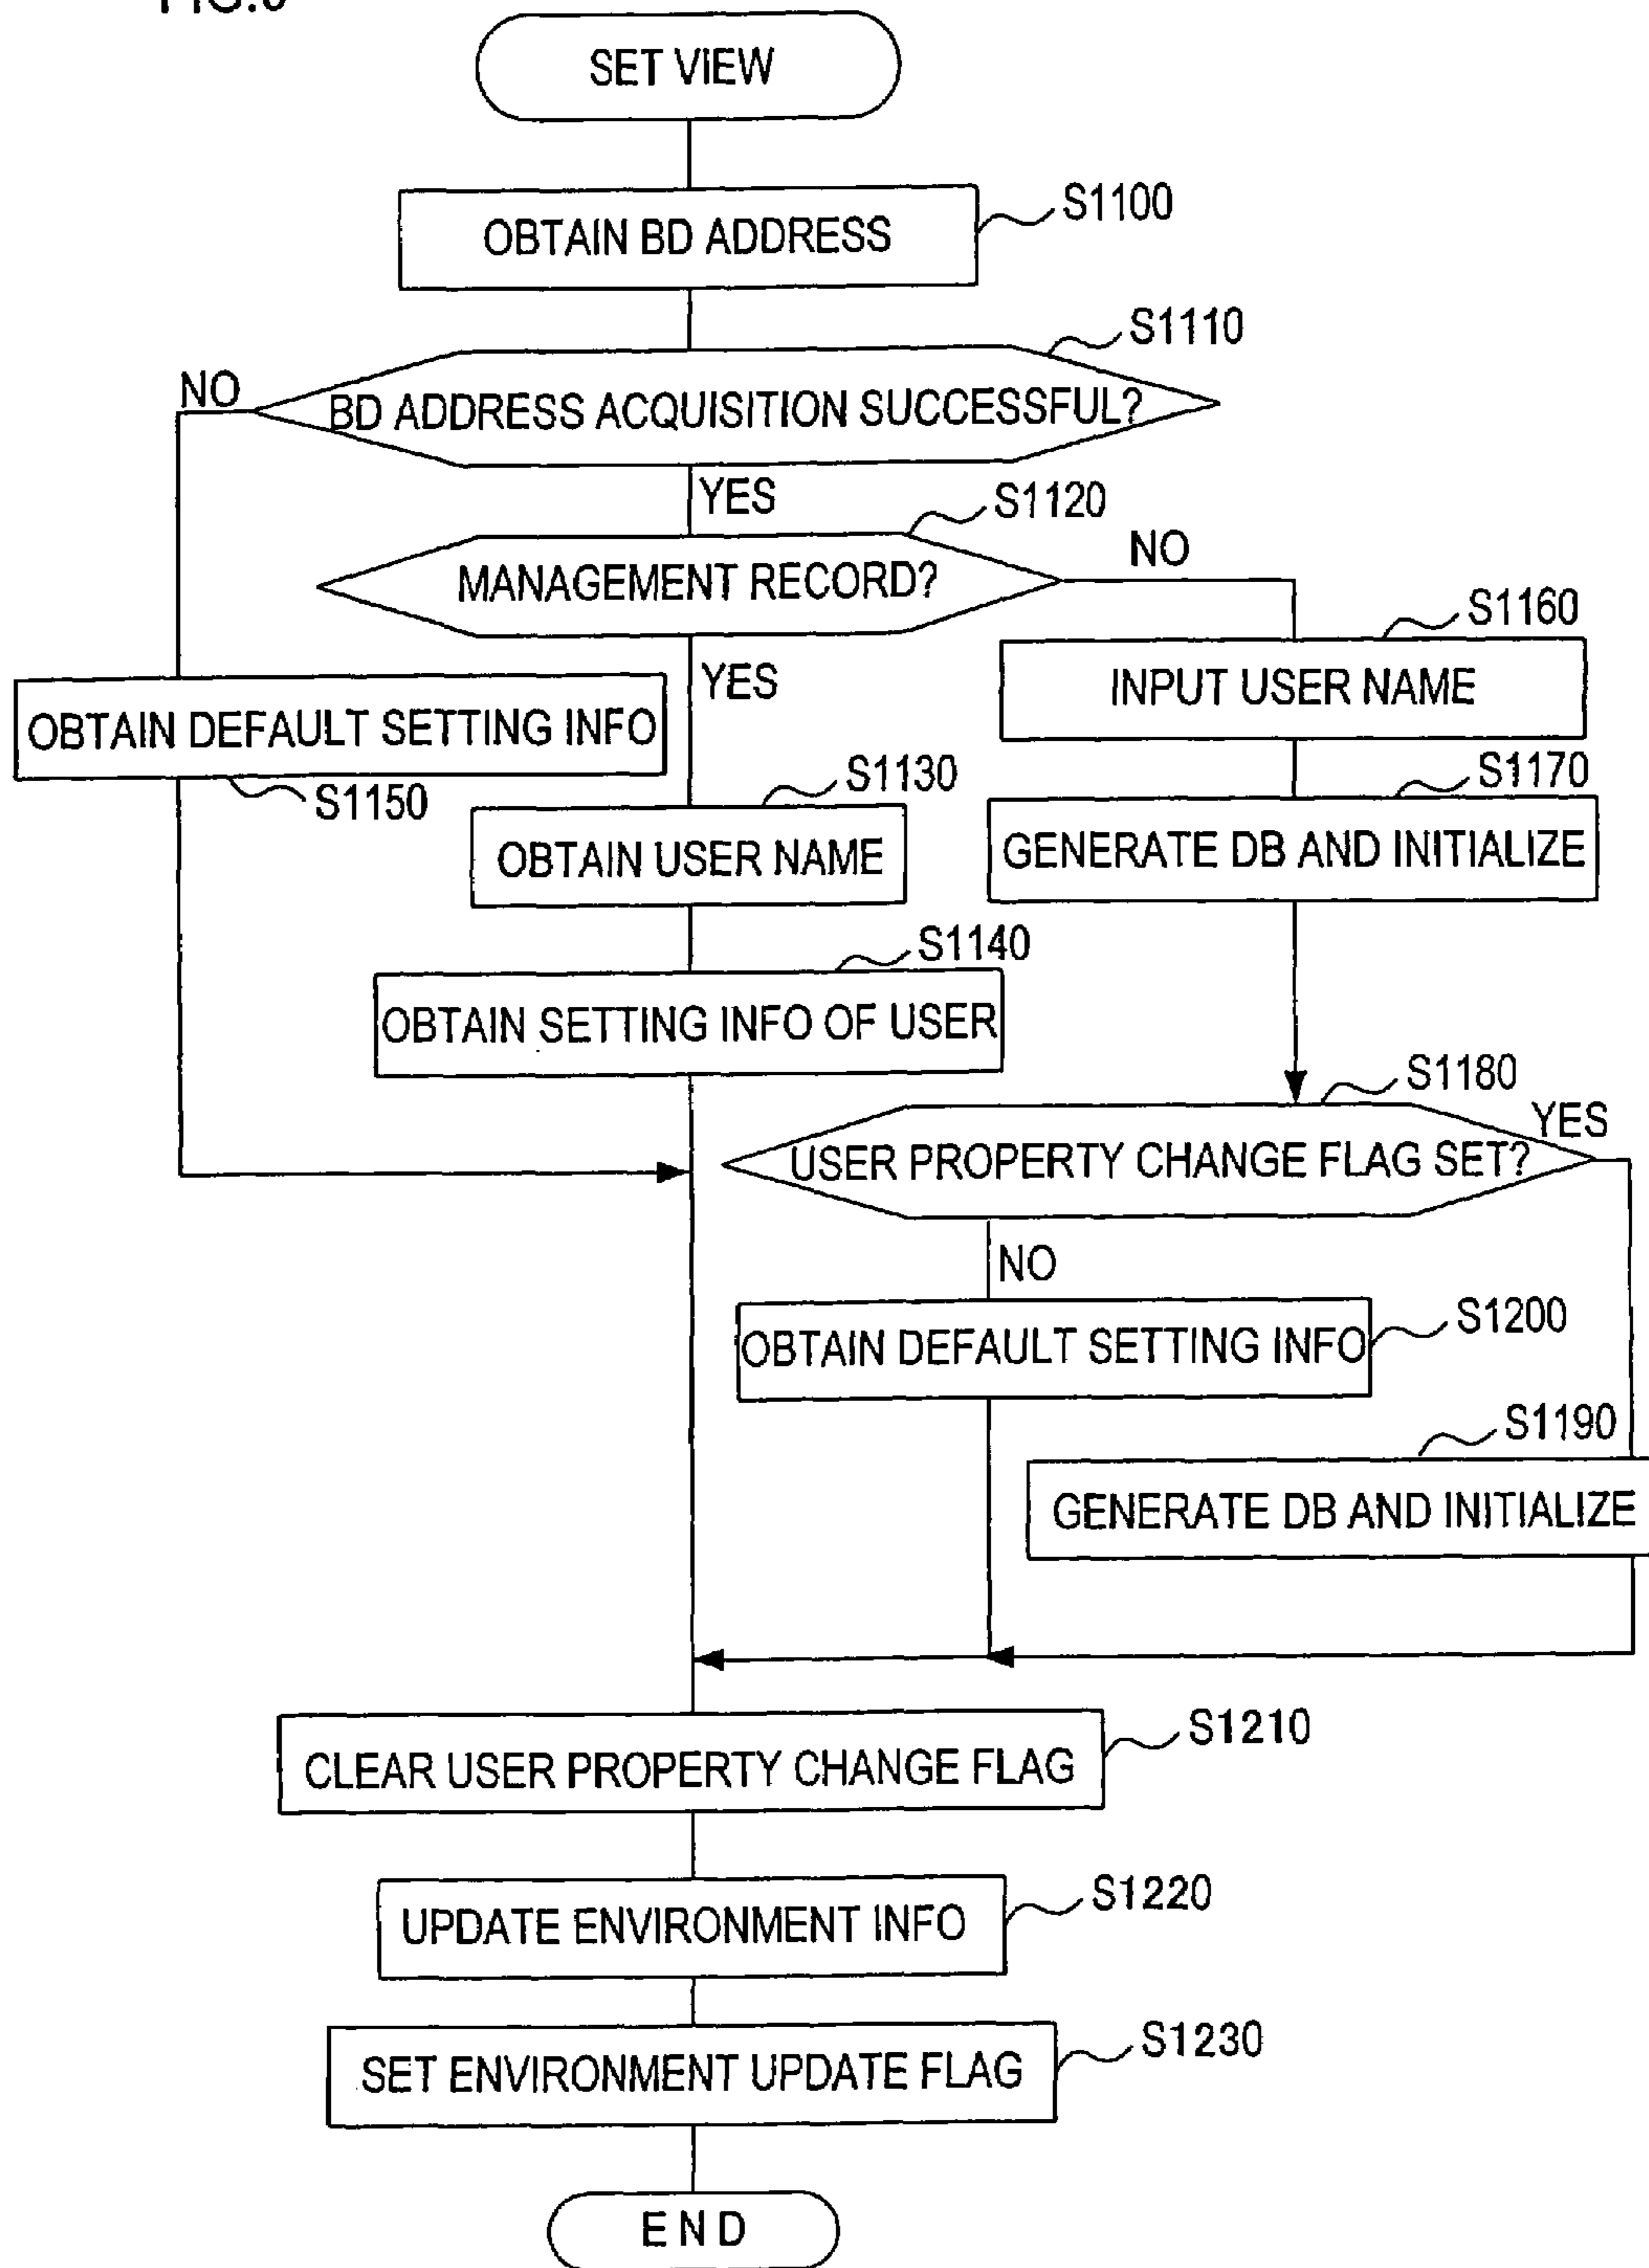 SET VIEW
OBTAIN BD ADDRESS
S1100
S1110
NO
BD ADDRESS ACQUISITION SUCCESSFUL?
YES
S1120
NO
MANAGEMENT RECORD?
S1160
YES
INPUT USER NAME
OBTAIN DEFAULT SETTING INFO
S1150
S1130
S1170
OBTAIN USER NAME
GENERATE DB AND INITIALIZE
S1140
OBTAIN SETTING INFO OF USER
S1180
YES
USER PROPERTY CHANGE FLAG SET?
NO
S1200
OBTAIN DEFAULT SETTING INFO
S1190
GENERATE DB AND INITIALIZE
S1210
CLEAR USER PROPERTY CHANGE FLAG
S1220
UPDATE ENVIRONMENT INFO
S1230
SET ENVIRONMENT UPDATE FLAG
END